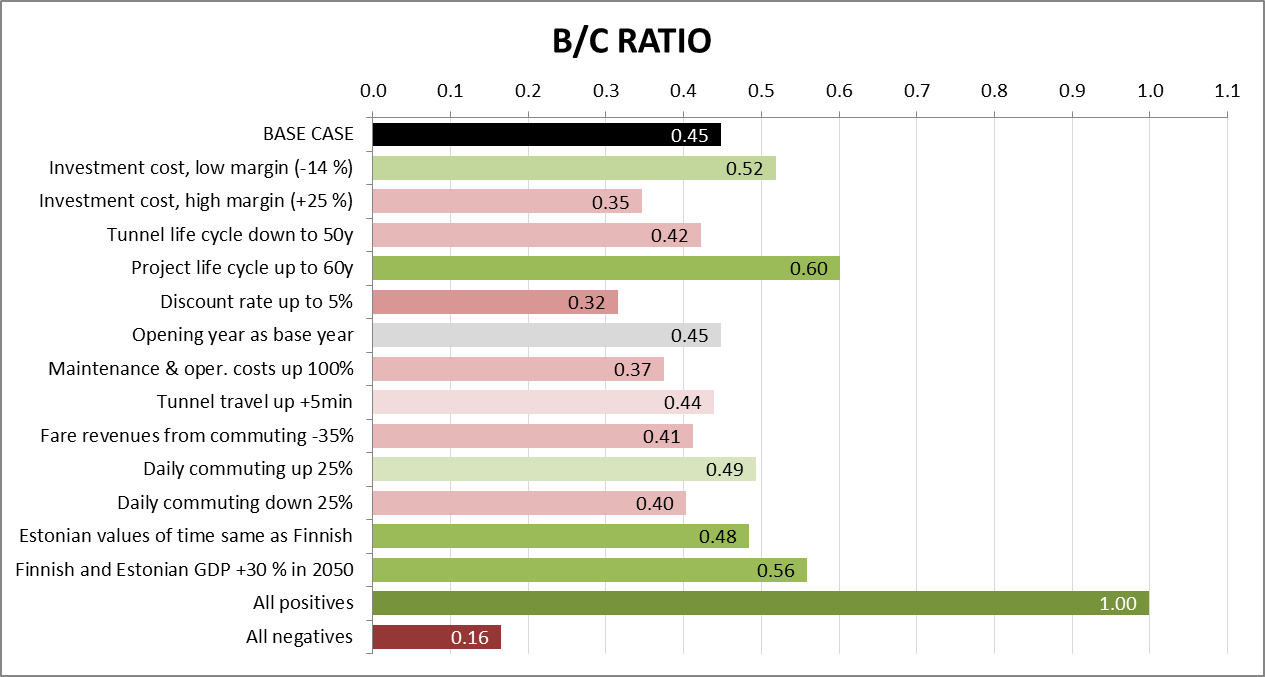 B/C RATIO
0.0 0.1 0.2 0.3 0.4 0.5 0.6 0.7 0.8 0.9 1.0 1.1
BASE CASE 0.45
Investment cost, low margin (-14 %) 0.52
Investment cost, high margin (+25 %) 0.35
Tunnel life cycle down to 50y 0.42
Project life cycle up to 60y 0.60
Discount rate up to 5% 0.32
Opening year as base year 0.45
Maintenance & oper. costs up 100% 0.37
Tunnel travel up +5min 0.44
Fare revenues from commuting -35% 0.41
Daily commuting up 25% 0.49
Daily commuting down 25% 0.40
Estonian values of time same as Finnish 0.48
Finnish and Estonian GDP +30 % in 2050 0.56
All positives 1.00
All negatives 0.16